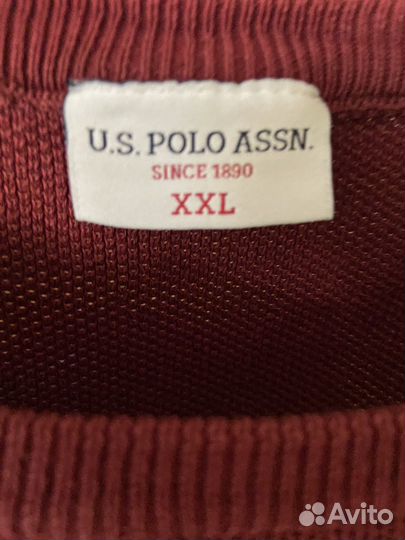 U.S. POLO ASSN.
SINCE 1890
XXL
Avito